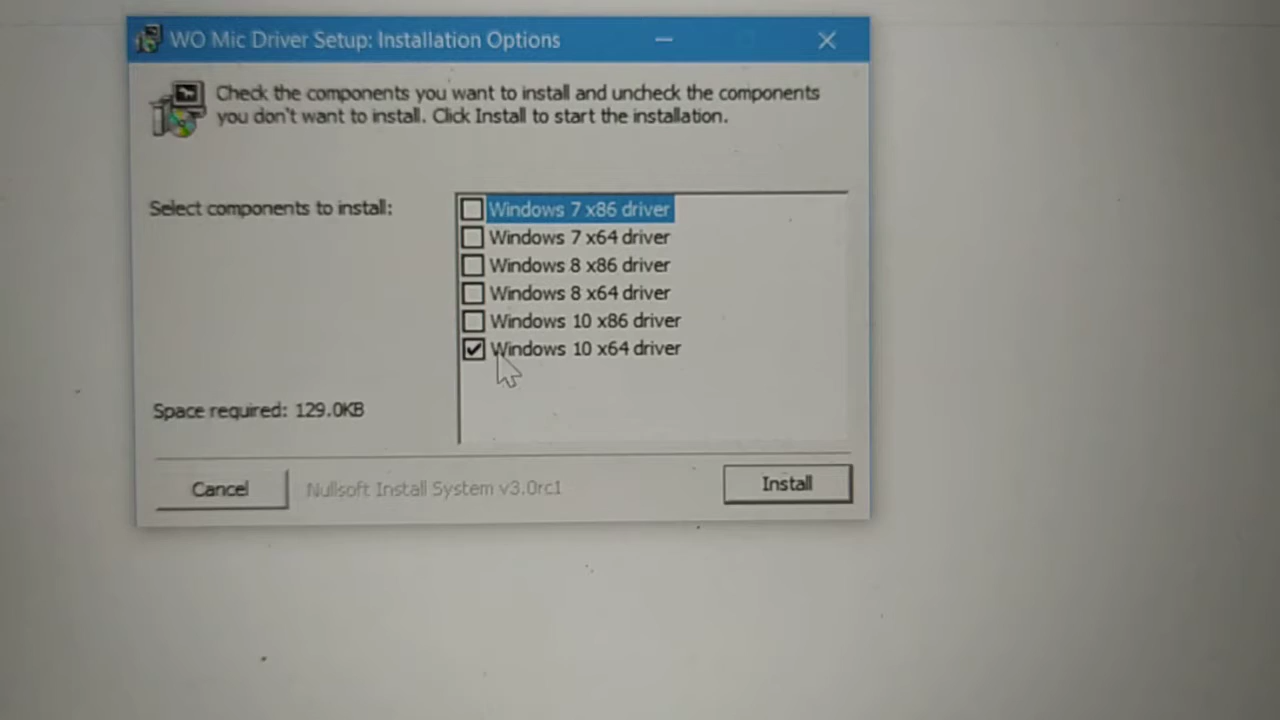 WO Mic Driver Setup: Installation Options
Check the components you want to install and uncheck the components
you don't want to install. Click Install to start the installation.
Select components to install:
Windows 7 x86 driver
Windows 7 x64 driver
Windows 8 x86 driver
Windows 8 x64 driver
Windows 10 x86 driver
Windows 10 x64 driver
Space required: 129.0KB
Cancel
Nullsoft Install System v3.0rc1
Install